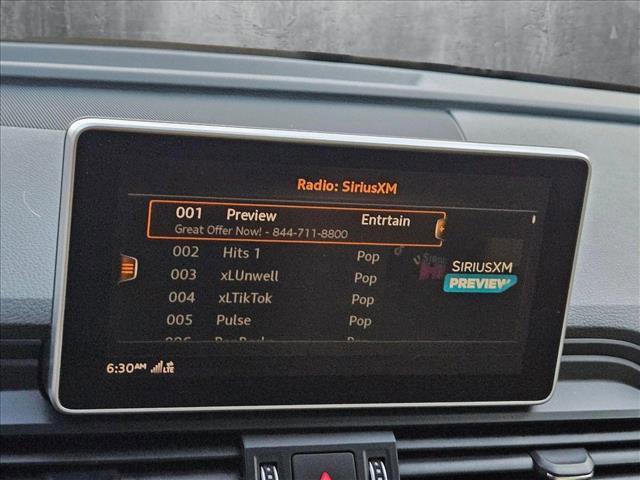 Radio: SiriusXM
001 Preview Entrtain
Great Offer Now! - 844-711-8800
002 Hits 1 Pop
003 xLUnwell Pop
004 xLTikTok Pop
005 Pulse Pop
SIRIUSXM
PREVIEW
6:30AM LTE